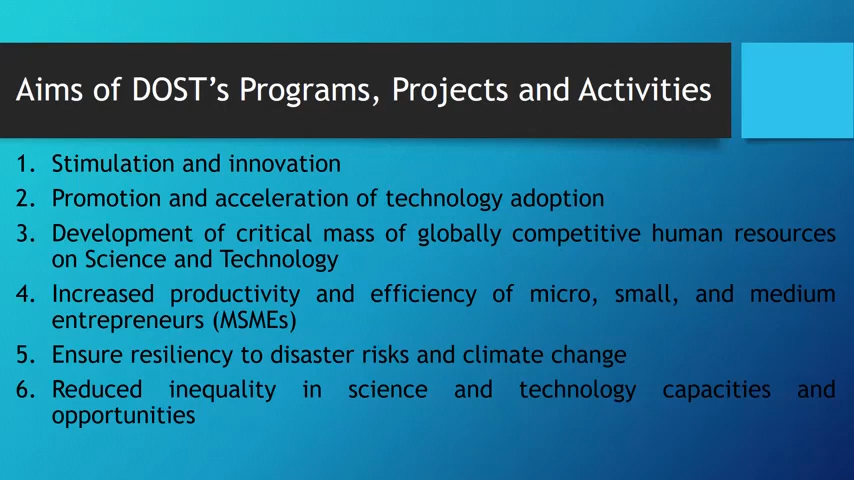 Aims of DOST’s Programs, Projects and Activities
1. Stimulation and innovation
2. Promotion and acceleration of technology adoption
3. Development of critical mass of globally competitive human resources
on Science and Technology
4. Increased productivity and efficiency of micro, small, and medium
entrepreneurs (MSMEs)
5. Ensure resiliency to disaster risks and climate change
6. Reduced inequality in science and technology capacities and
opportunities